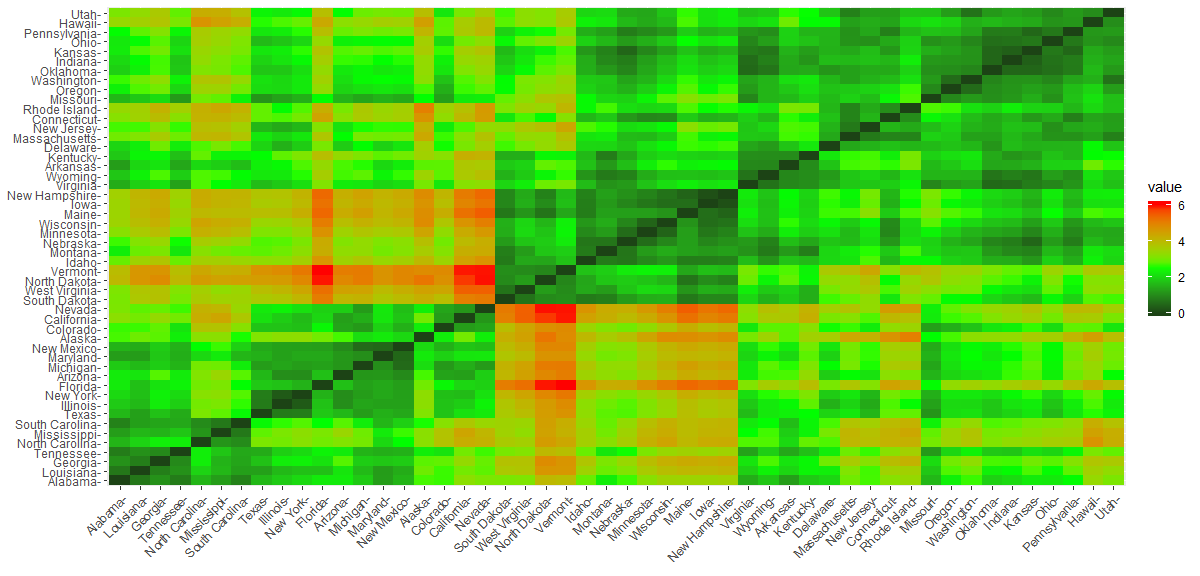 Utah-
Hawaii-
Pennsylvania-
Ohio-
Kansas-
Indiana-
Oklahoma-
Washington-
Oregon-
Missouri-
Rhode Island-
Connecticut-
New Jersey-
Massachusetts-
Delaware-
Kentucky-
Arkansas-
Wyoming-
Virginia-
New Hampshire-
Iowa-
Maine-
Wisconsin-
Minnesota-
Nebraska-
Montana-
Idaho-
Vermont-
North Dakota-
West Virginia-
South Dakota-
Nevada-
California-
Colorado-
Alaska-
New Mexico-
Maryland-
Michigan-
Arizona-
Florida-
New York-
Illinois-
Texas-
South Carolina-
Mississippi-
North Carolina-
Tennessee-
Georgia-
Louisiana-
Alabama-
value
6
4
2
0
Alabama-
Louisiana-
Georgia-
Tennessee-
North Carolina-
Mississippi-
South Carolina-
Texas-
Illinois-
New York-
Florida-
Arizona-
Michigan-
Maryland-
New Mexico-
Alaska-
Colorado-
California-
Nevada-
South Dakota-
West Virginia-
North Dakota-
Vermont-
Idaho-
Montana-
Nebraska-
Minnesota-
Wisconsin-
Maine-
Iowa-
New Hampshire-
Virginia-
Wyoming-
Arkansas-
Kentucky-
Delaware-
Massachusetts-
New Jersey-
Connecticut-
Rhode Island-
Missouri-
Oregon-
Washington-
Oklahoma-
Indiana-
Kansas-
Ohio-
Pennsylvania-
Hawaii-
Utah-